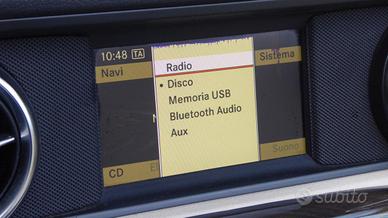 10:48 TA
Navi
Radio
Disco
Memoria USB
Bluetooth Audio
Aux
Sistema
CD
Suono
subito